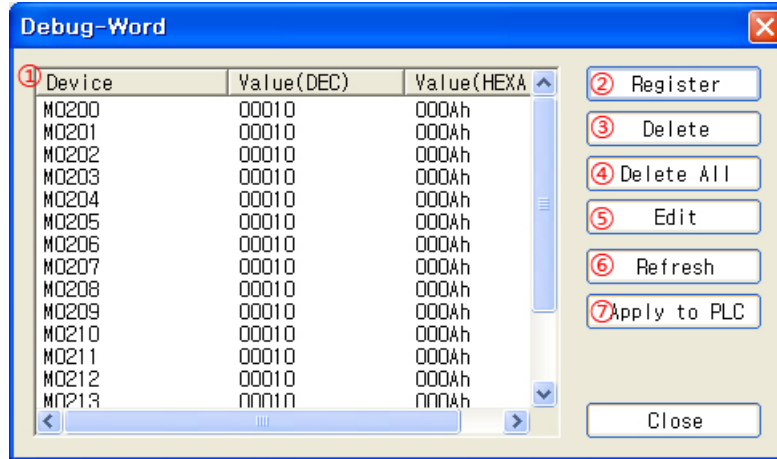 Debug-Word
① Device Value(DEC) Value(HEXA
M0200 00010 000Ah
M0201 00010 000Ah
M0202 00010 000Ah
M0203 00010 000Ah
M0204 00010 000Ah
M0205 00010 000Ah
M0206 00010 000Ah
M0207 00010 000Ah
M0208 00010 000Ah
M0209 00010 000Ah
M0210 00010 000Ah
M0211 00010 000Ah
M0212 00010 000Ah
M0213 00010 000Ah
② Register
③ Delete
④ Delete All
⑤ Edit
⑥ Refresh
⑦ Apply to PLC
Close